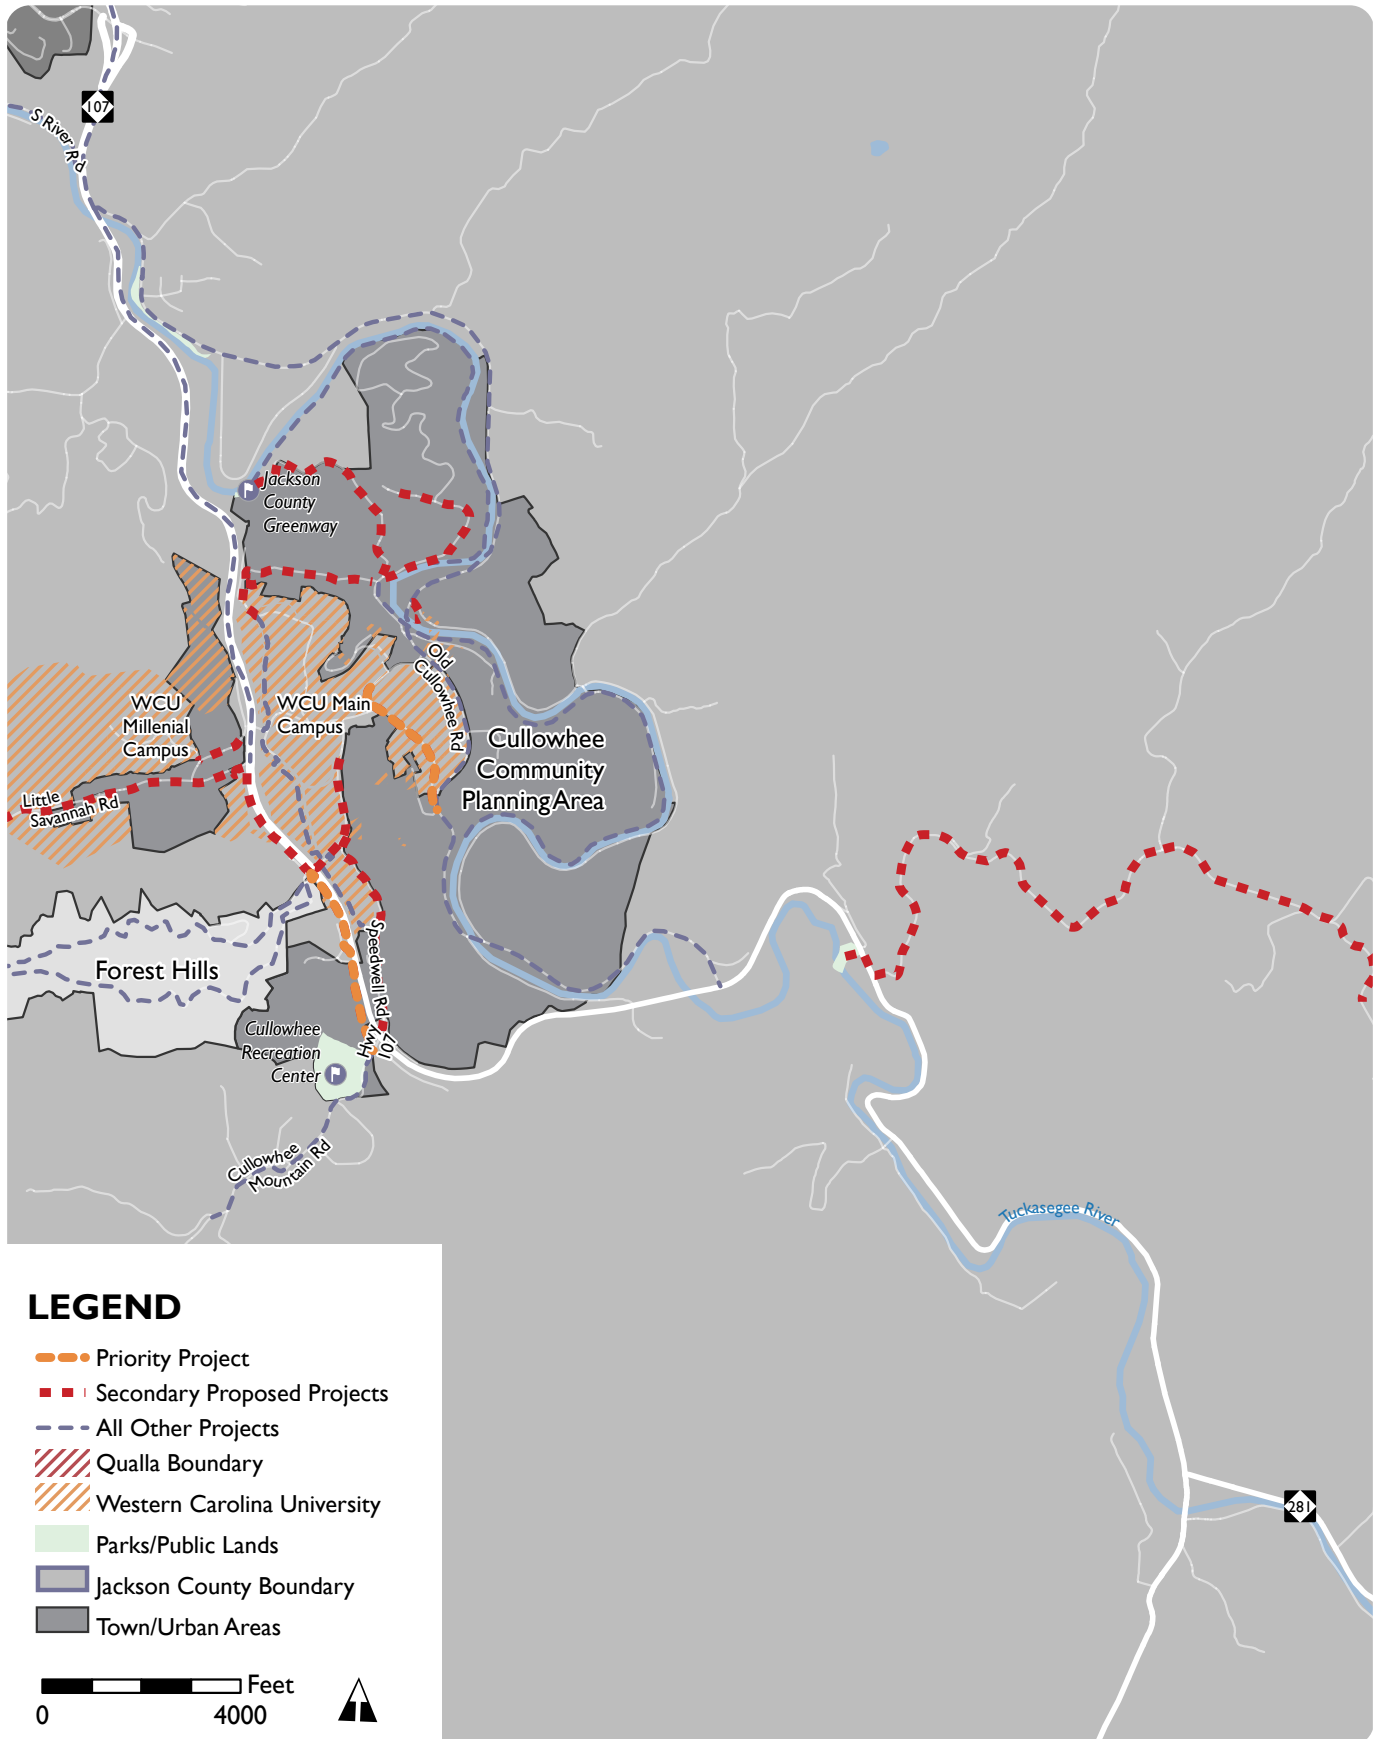 107
S River Rd
Jackson
County
Greenway
Old
Cullowhee Rd
WCU
Millenial
Campus
WCU Main
Campus
Cullowhee
Community
Planning Area
Little
Savannah Rd
Speedwell Rd
Forest Hills
Cullowhee
Recreation
Center
Hwy
107
Cullowhee
Mountain Rd
Tuckasegee River
281
LEGEND
Priority Project
Secondary Proposed Projects
All Other Projects
Qualla Boundary
Western Carolina University
Parks/Public Lands
Jackson County Boundary
Town/Urban Areas
Feet
0 4000